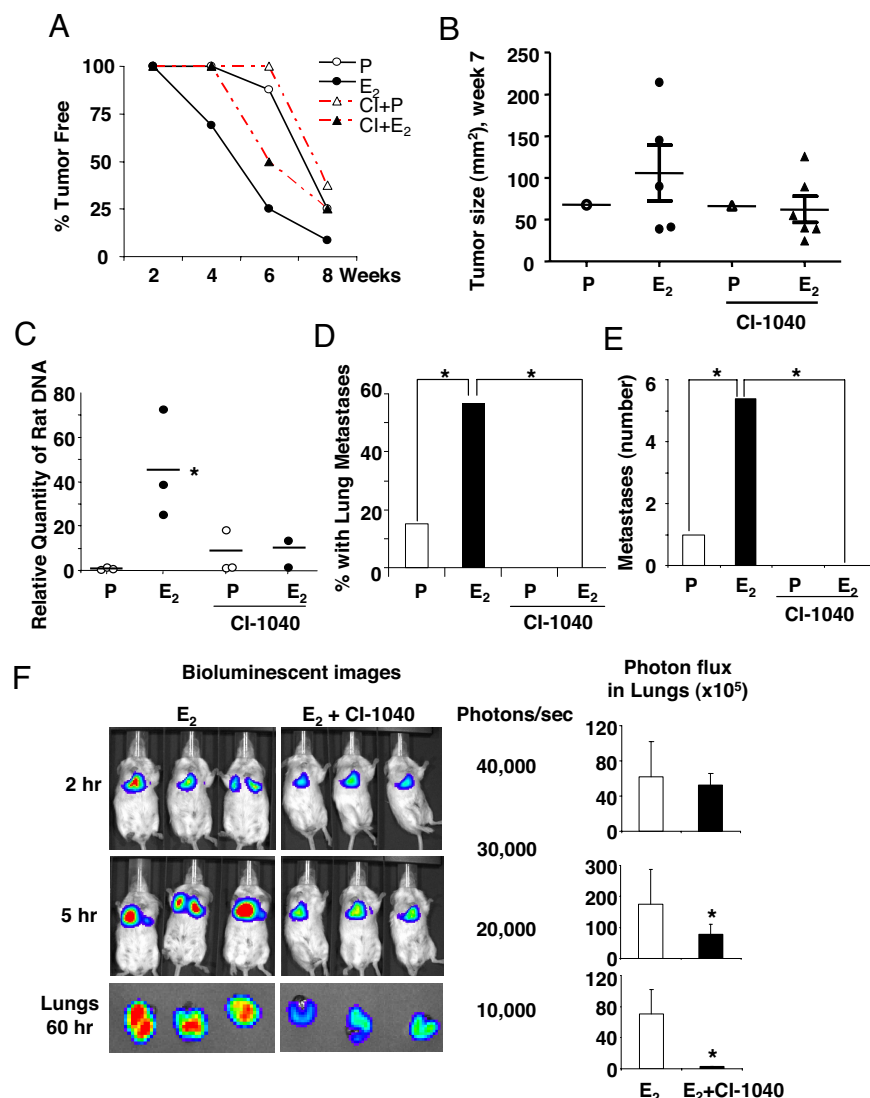 A
% Tumor Free
100
75
50
25
0
2 4 6 8 Weeks
P
E2
CI+P
CI+E2
B
Tumor size (mm2), week 7
250
200
150
100
50
0
P E2 P E2
CI-1040
C
Relative Quantity of Rat DNA
80
60
40
20
0
*
P E2 P E2
CI-1040
D
% with Lung Metastases
60
40
20
0
* *
P E2 P E2
CI-1040
E
Metastases (number)
6
4
2
0
* *
P E2 P E2
CI-1040
F
Bioluminescent images
E2 E2 + CI-1040
2 hr
5 hr
Lungs
60 hr
Photons/sec
40,000
30,000
20,000
10,000
Photon flux
in Lungs (x10⁵)
120
80
40
0
300
200
100
0
*
120
80
40
0
*
E2 E2+CI-1040